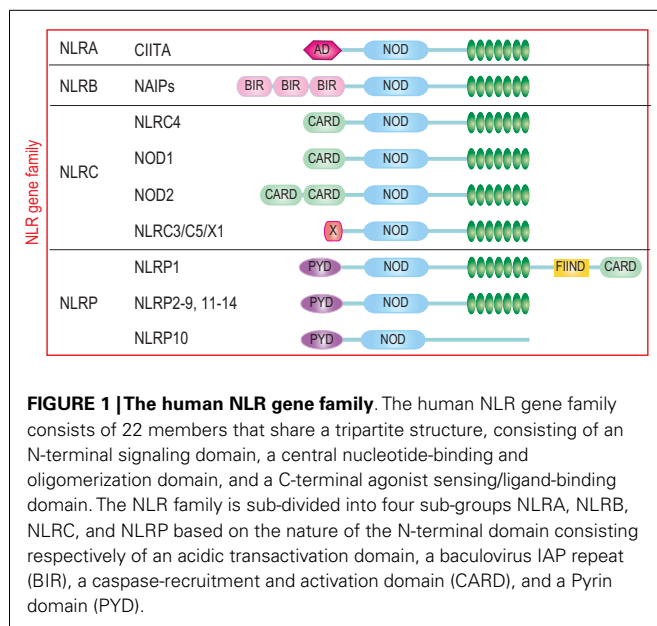 NLR gene family
NLRA CIITA AD NOD
NLRB NAIPs BIR BIR BIR NOD
NLRC
NLRC4 CARD NOD
NOD1 CARD NOD
NOD2 CARD CARD NOD
NLRC3/C5/X1 X NOD
NLRP
NLRP1 PYD NOD FIIND CARD
NLRP2-9, 11-14 PYD NOD
NLRP10 PYD NOD
FIGURE 1 | The human NLR gene family. The human NLR gene family
consists of 22 members that share a tripartite structure, consisting of an
N-terminal signaling domain, a central nucleotide-binding and
oligomerization domain, and a C-terminal agonist sensing/ligand-binding
domain. The NLR family is sub-divided into four sub-groups NLRA, NLRB,
NLRC, and NLRP based on the nature of the N-terminal domain consisting
respectively of an acidic transactivation domain, a baculovirus IAP repeat
(BIR), a caspase-recruitment and activation domain (CARD), and a Pyrin
domain (PYD).